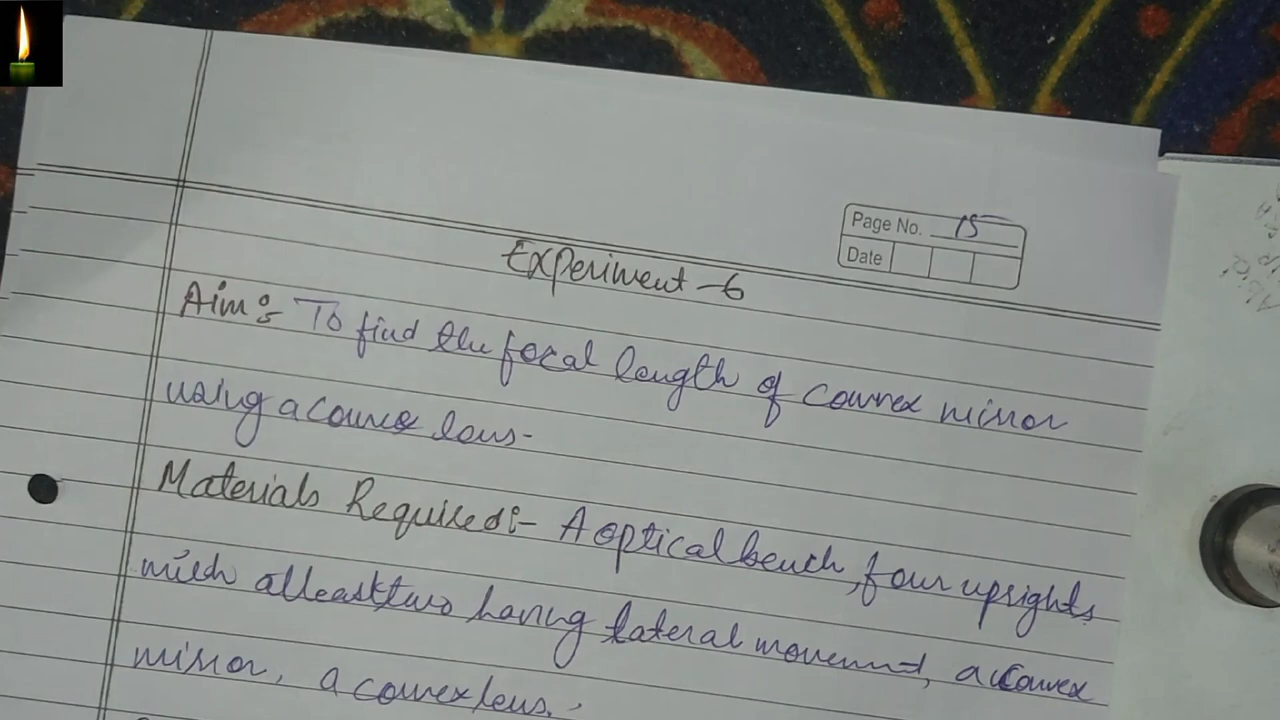 Page No. 15
Date
Experiment - 6
Aim:- To find the focal length of convex mirror
using a convex lens-
Materials Required:- A optical bench, four uprights
with atleast two having lateral movement, a convex
mirror, a convex lens.